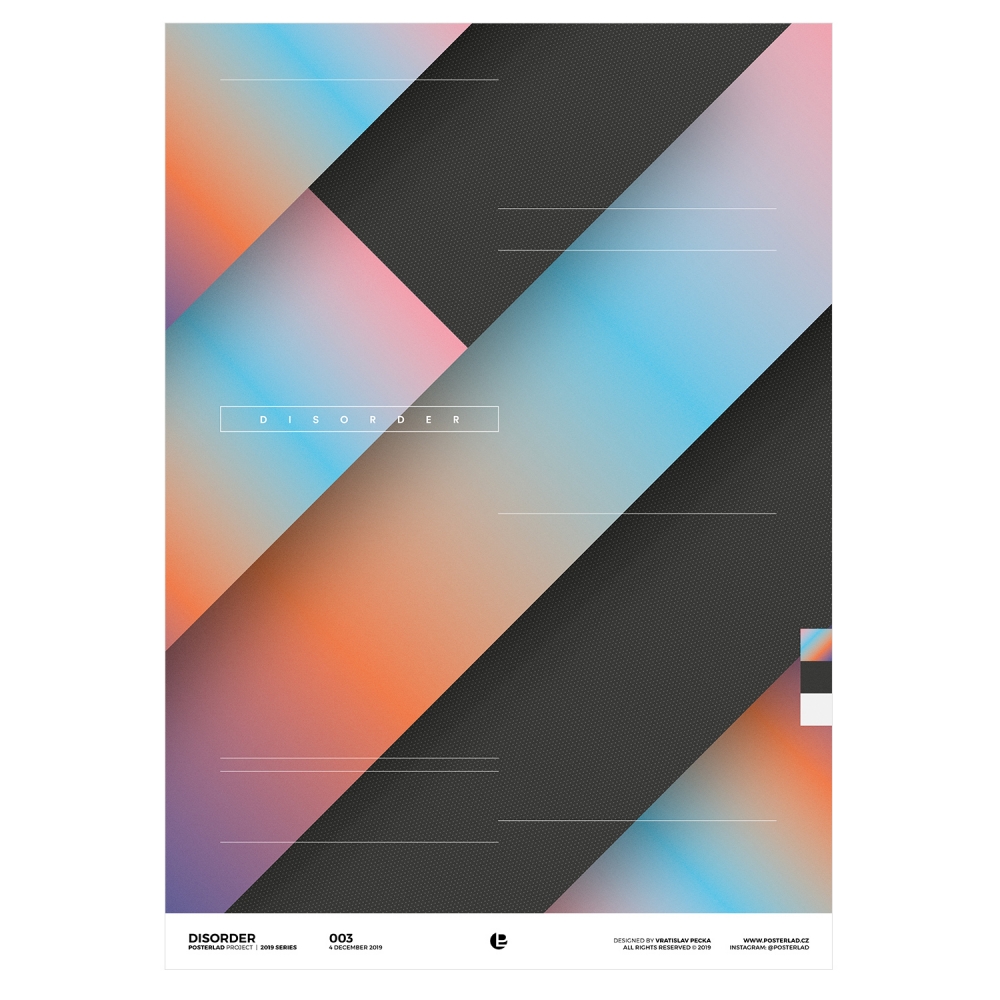 D I S O R D E R
DISORDER
POSTERLAD PROJECT | 2019 SERIES
003
4 DECEMBER 2019
DESIGNED BY VRATISLAV PECKA
ALL RIGHTS RESERVED © 2019
WWW.POSTERLAD.CZ
INSTAGRAM: @POSTERLAD